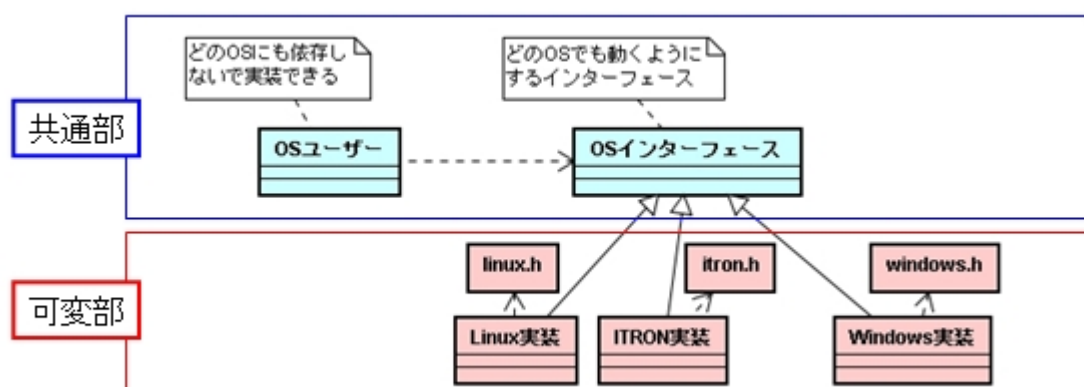 どのOSにも依存し
ないで実装できる
どのOSでも動くように
するインターフェース
共通部
OSユーザー
OSインターフェース
linux.h
itron.h
windows.h
可変部
Linux実装
ITRON実装
Windows実装